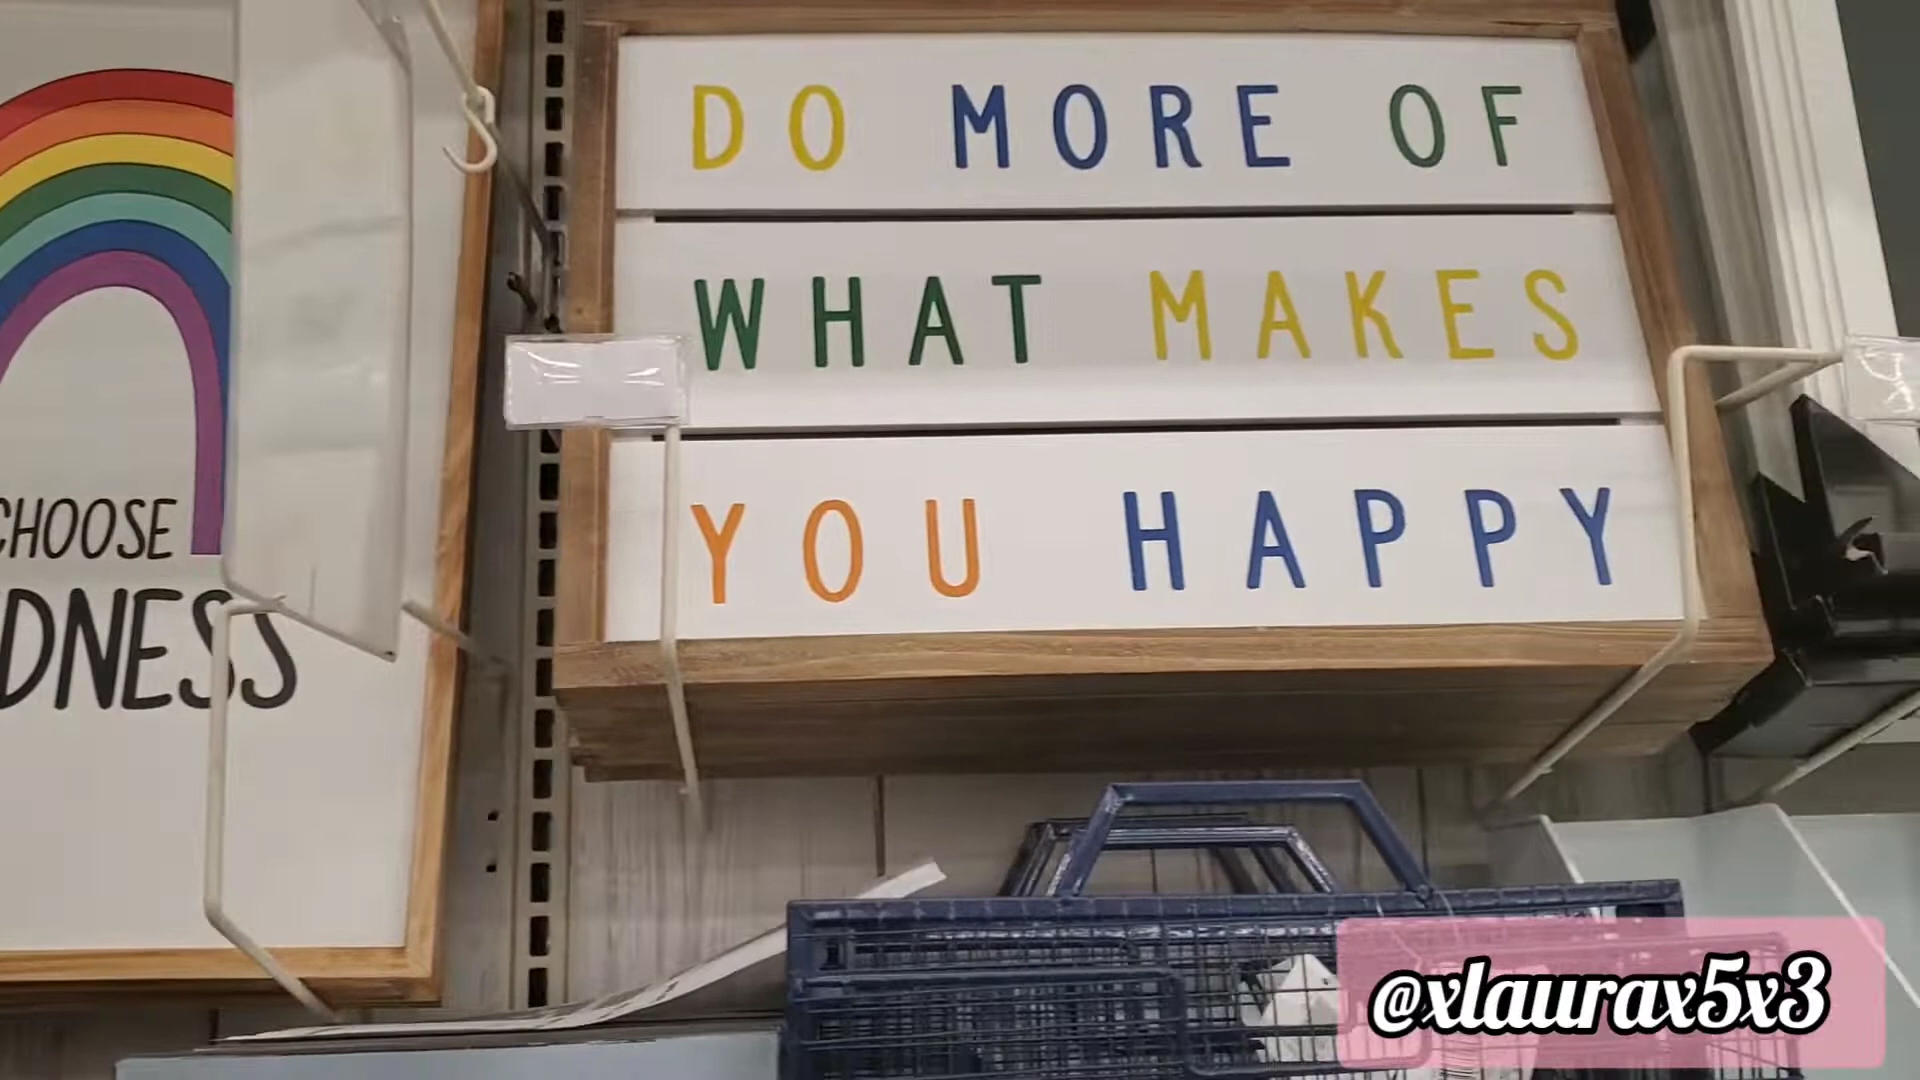 CHOOSE
DNESS
DO MORE OF
WHAT MAKES
YOU HAPPY
@xlaurax5x3